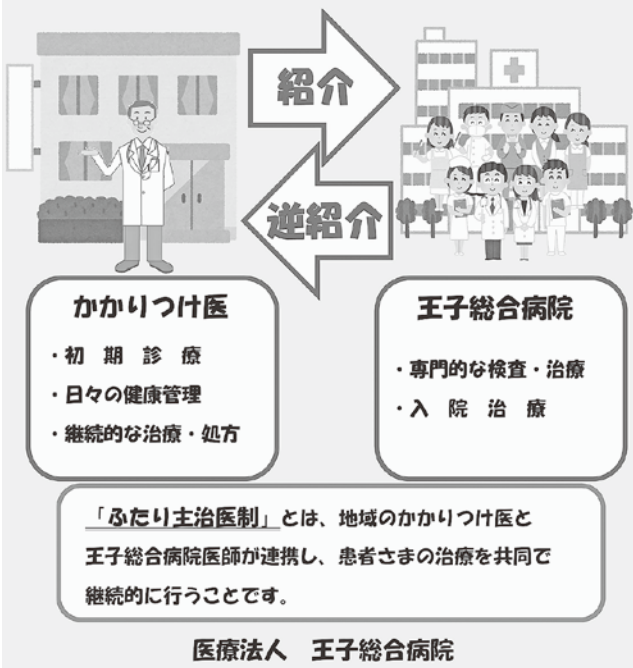 紹介
逆紹介
かかりつけ医
・初　期　診　療
・日々の健康管理
・継続的な治療・処方
王子総合病院
・専門的な検査・治療
・入　院　治　療
「ふたり主治医制」とは、地域のかかりつけ医と
王子総合病院医師が連携し、患者さまの治療を共同で
継続的に行うことです。
医療法人　王子総合病院